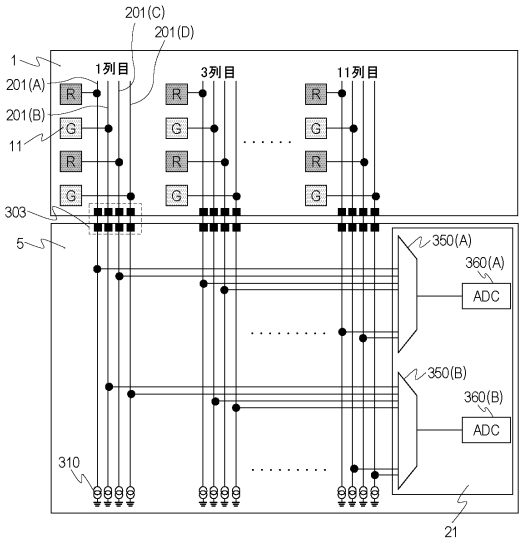 201(C)
201(D)
1
1列目
3列目
11列目
201(A)
R
R
R
201(B)
G
G
G
11
R
R
R
G
G
G
303
5
350(A)
360(A)
ADC
350(B)
360(B)
ADC
310
21